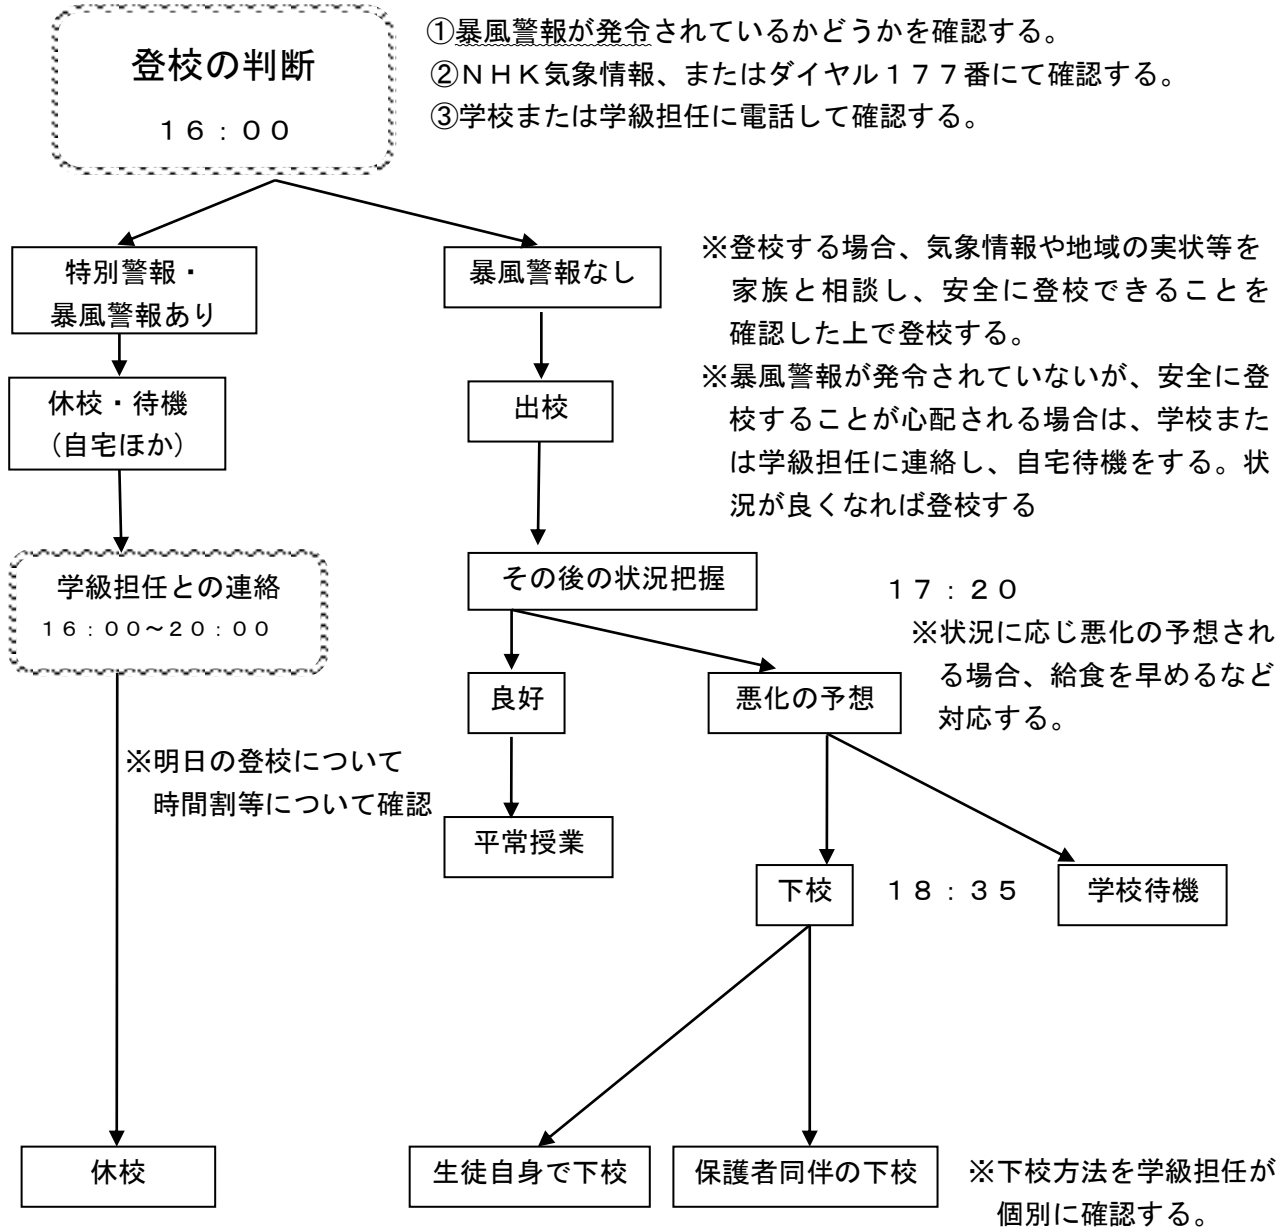 登校の判断
１６：００
①暴風警報が発令されているかどうかを確認する。
②ＮＨＫ気象情報、またはダイヤル１７７番にて確認する。
③学校または学級担任に電話して確認する。
特別警報・
暴風警報あり
暴風警報なし
※登校する場合、気象情報や地域の実状等を
家族と相談し、安全に登校できることを
確認した上で登校する。
※暴風警報が発令されていないが、安全に登
校することが心配される場合は、学校また
は学級担任に連絡し、自宅待機をする。状
況が良くなれば登校する
休校・待機
（自宅ほか）
出校
学級担任との連絡
１６：００～２０：００
その後の状況把握
１７：２０
※状況に応じ悪化の予想され
る場合、給食を早めるなど
対応する。
良好
悪化の予想
※明日の登校について
時間割等について確認
平常授業
下校
１８：３５
学校待機
休校
生徒自身で下校
保護者同伴の下校
※下校方法を学級担任が
個別に確認する。